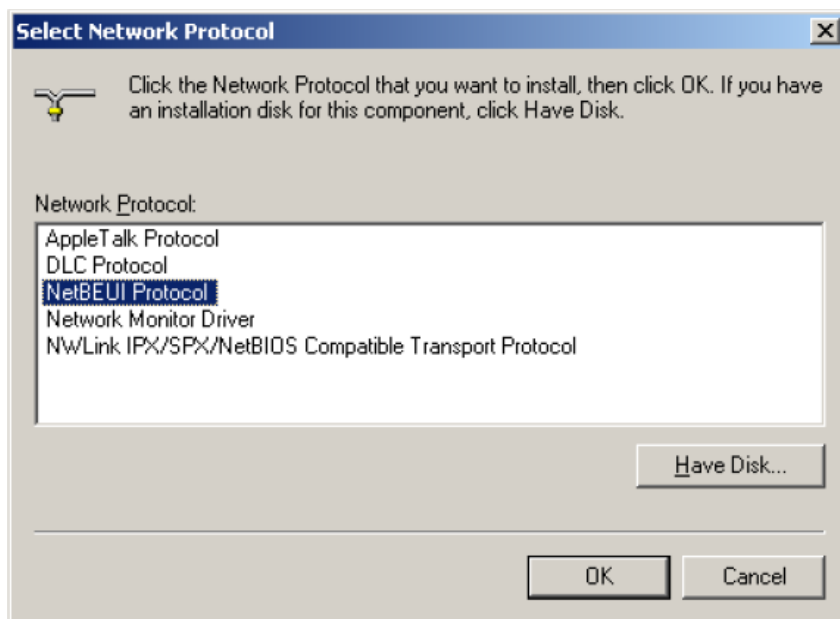 Select Network Protocol
Click the Network Protocol that you want to install, then click OK. If you have
an installation disk for this component, click Have Disk.
Network Protocol:
AppleTalk Protocol
DLC Protocol
NetBEUI Protocol
Network Monitor Driver
NWLink IPX/SPX/NetBIOS Compatible Transport Protocol
Have Disk...
OK
Cancel